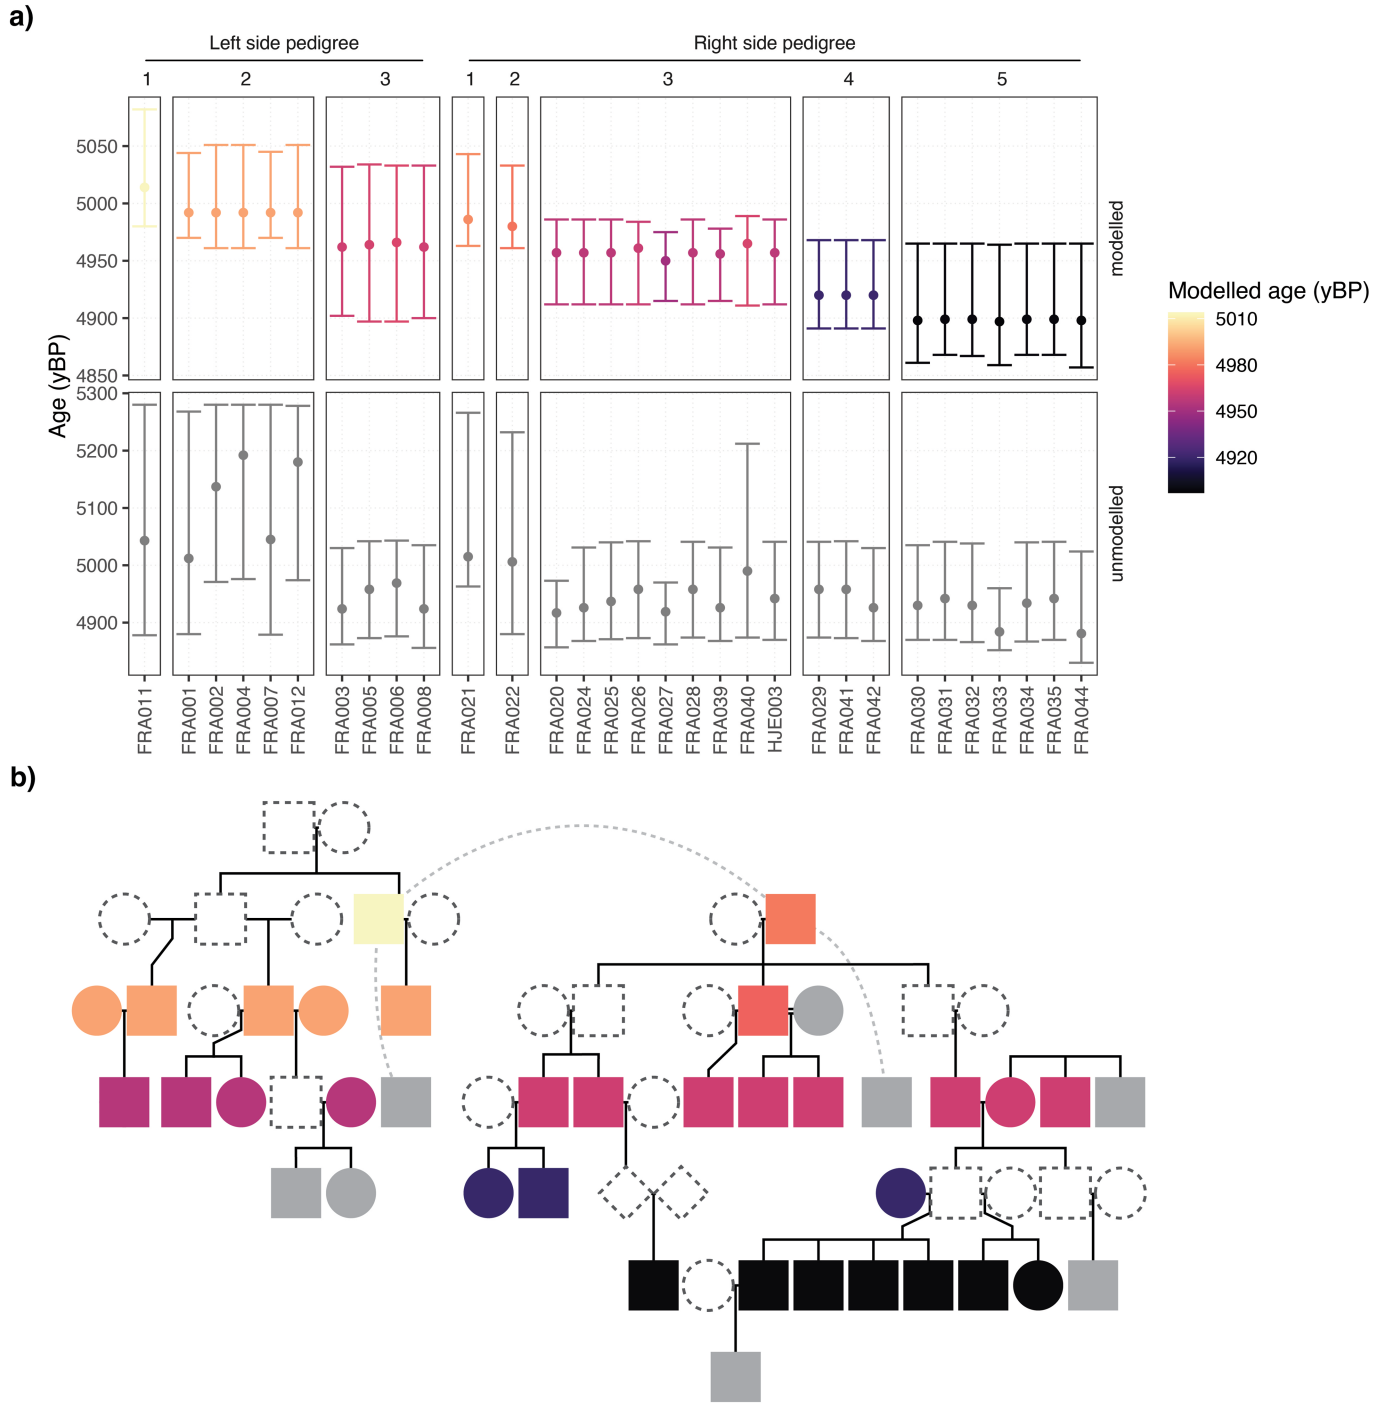 a)
Left side pedigree
Right side pedigree
1
2
3
1
2
3
4
5
Age (yBP)
5050
5000
4950
4900
4850
modelled
5300
5200
5100
5000
4900
unmodelled
FRA011
FRA001
FRA002
FRA004
FRA007
FRA012
FRA003
FRA005
FRA006
FRA008
FRA021
FRA022
FRA020
FRA024
FRA025
FRA026
FRA027
FRA028
FRA039
FRA040
HJE003
FRA029
FRA041
FRA042
FRA030
FRA031
FRA032
FRA033
FRA034
FRA035
FRA044
Modelled age (yBP)
5010
4980
4950
4920
b)